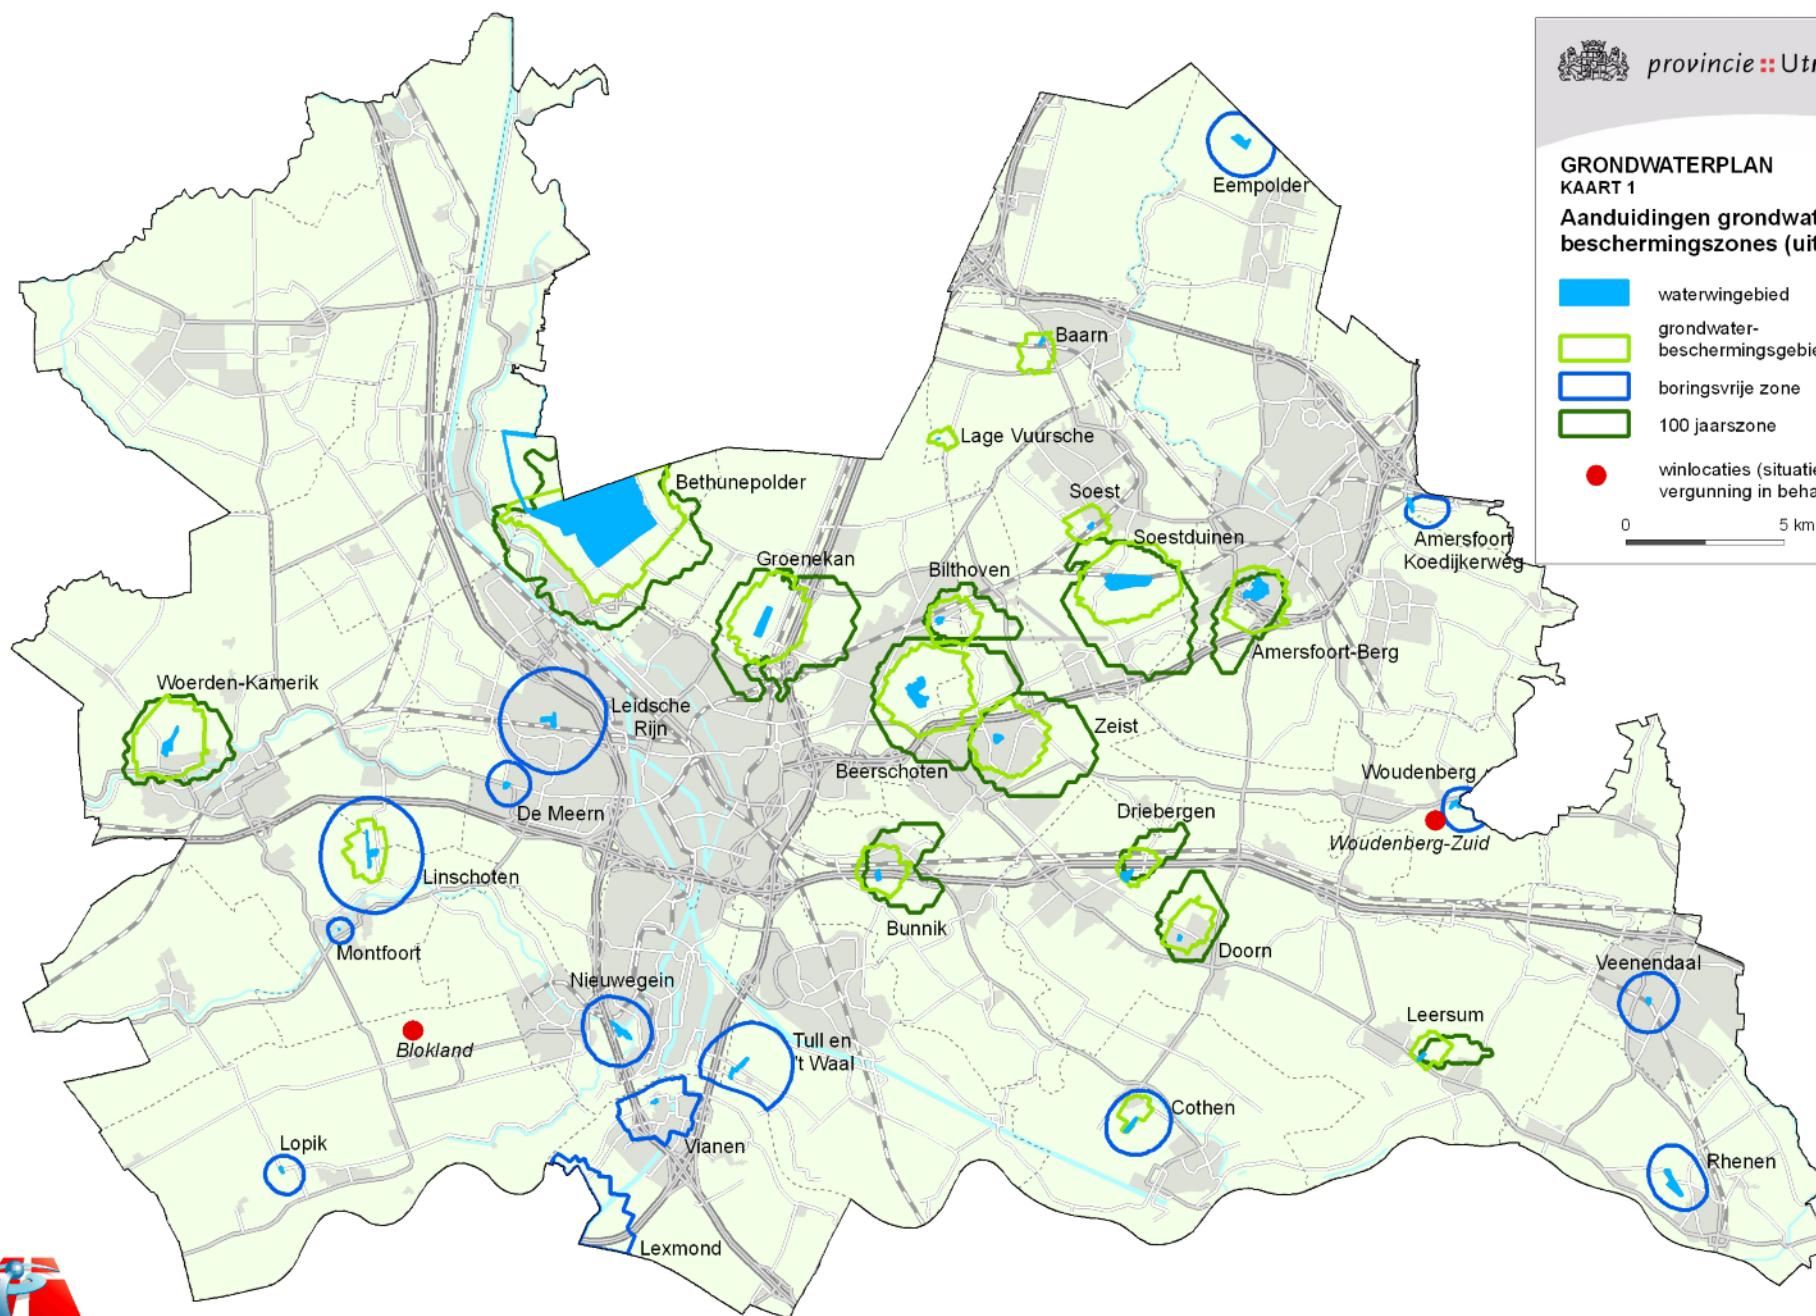 provincie :: Utr
GRONDWATERPLAN
KAART 1
Aanduidingen grondwat
beschermingszones (uit
waterwingebied
grondwater-
beschermingsgebie
boringsvrije zone
100 jaarszone
winlocaties (situatie
vergunning in beha
0 5 km
Eempolder
Baarn
Lage Vuursche
Bethunepolder
Soest
Soestduinen
Amersfoort
Koedijkerweg
Groenekan
Bilthoven
Amersfoort-Berg
Woerden-Kamerik
Leidsche
Rijn
Zeist
Beerschoten
Woudenberg
De Meern
Driebergen
Woudenberg-Zuid
Linschoten
Bunnik
Montfoort
Doorn
Veenendaal
Nieuwegein
Leersum
Tull en
't Waal
Blokland
Cothen
Lopik
Vianen
Rhenen
Lexmond